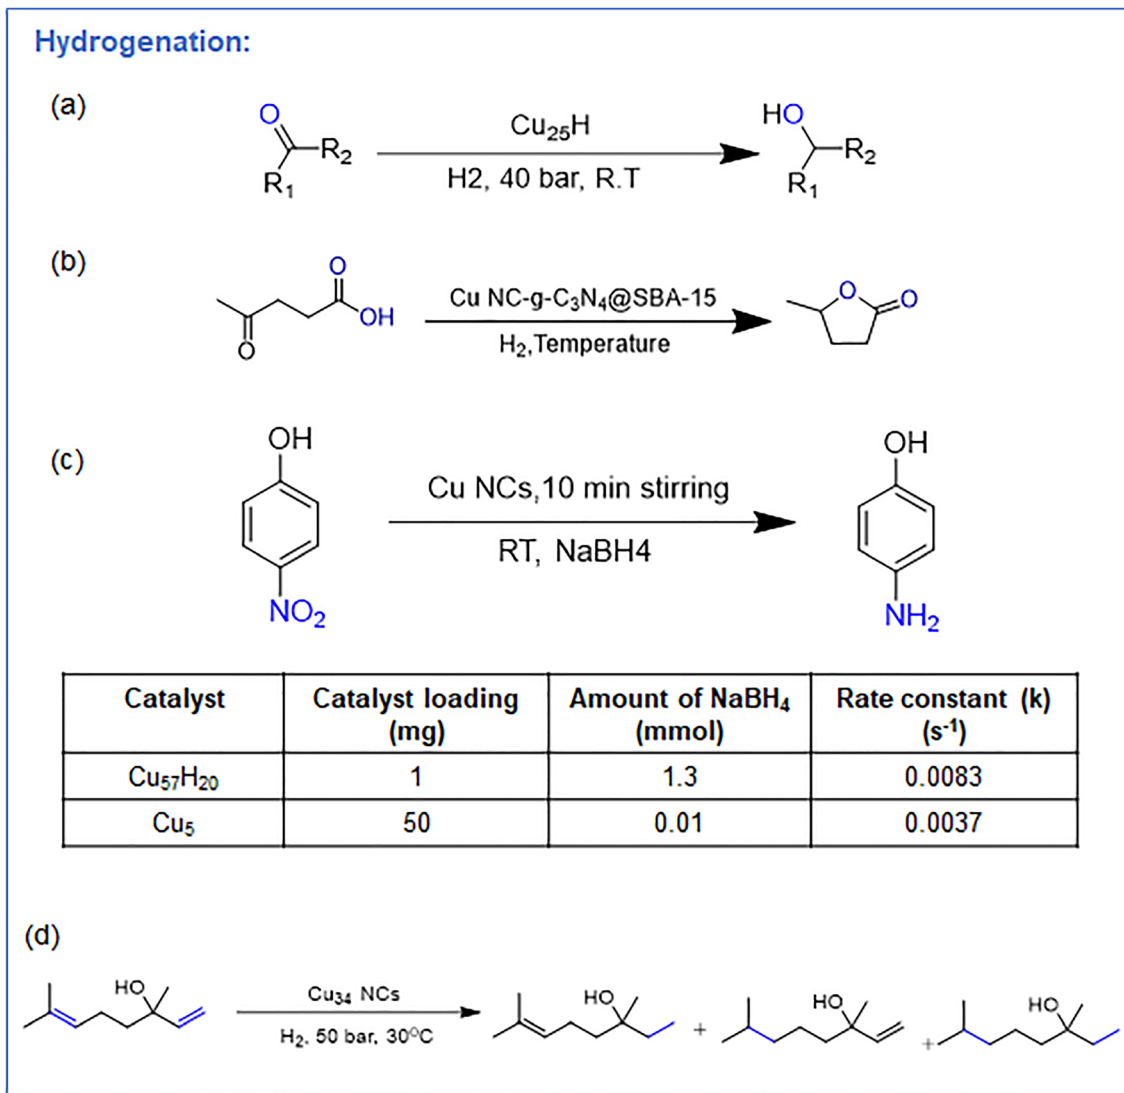 Hydrogenation:
(a)
O
R₂
R₁
Cu₂₅H
H2, 40 bar, R.T
HO
R₂
R₁
(b)
O
OH
O
Cu NC-g-C₃N₄@SBA-15
H₂,Temperature
O
O
(c)
OH
NO₂
Cu NCs,10 min stirring
RT, NaBH4
OH
NH₂
Catalyst Catalyst loading (mg) Amount of NaBH₄ (mmol) Rate constant (k) (s⁻¹)
Cu₅₇H₂₀ 1 1.3 0.0083
Cu₅ 50 0.01 0.0037
(d)
HO
Cu₃₄ NCs
H₂, 50 bar, 30⁰C
HO
+
HO
+
HO